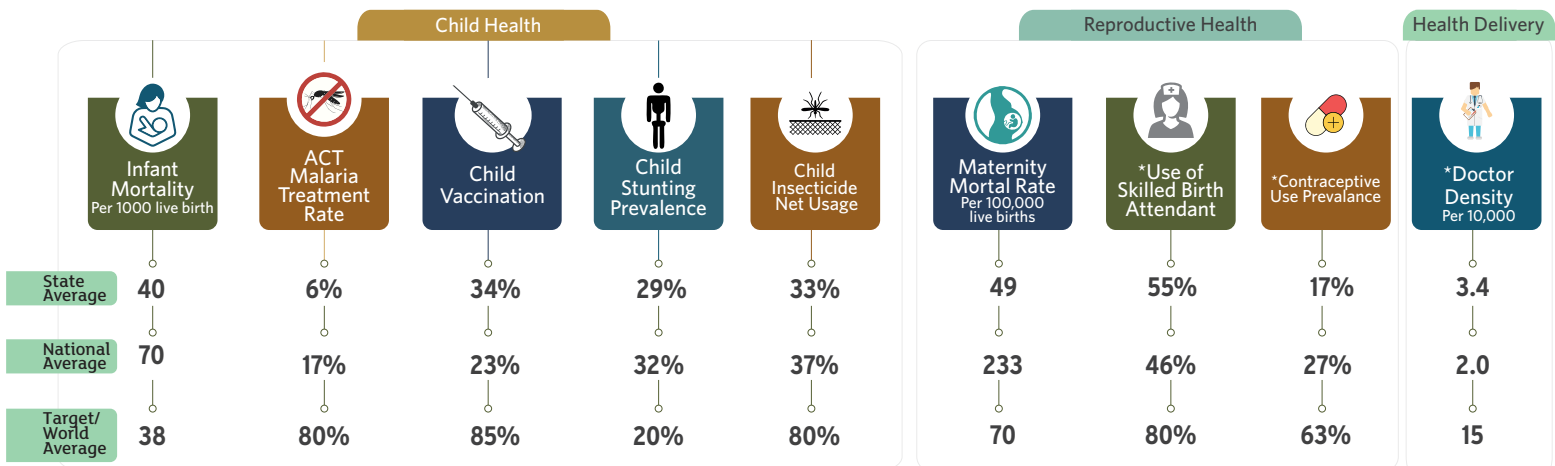 Child Health
Reproductive Health
Health Delivery
Infant
Mortality
Per 1000 live birth
ACT
Malaria
Treatment
Rate
Child
Vaccination
Child
Stunting
Prevalence
Child
Insecticide
Net Usage
Maternity
Mortal Rate
Per 100,000
live births
*Use of
Skilled Birth
Attendant
*Contraceptive
Use Prevalance
*Doctor
Density
Per 10,000
State
Average
40 6% 34% 29% 33% 49 55% 17% 3.4
National
Average
70 17% 23% 32% 37% 233 46% 27% 2.0
Target/
World
Average
38 80% 85% 20% 80% 70 80% 63% 15